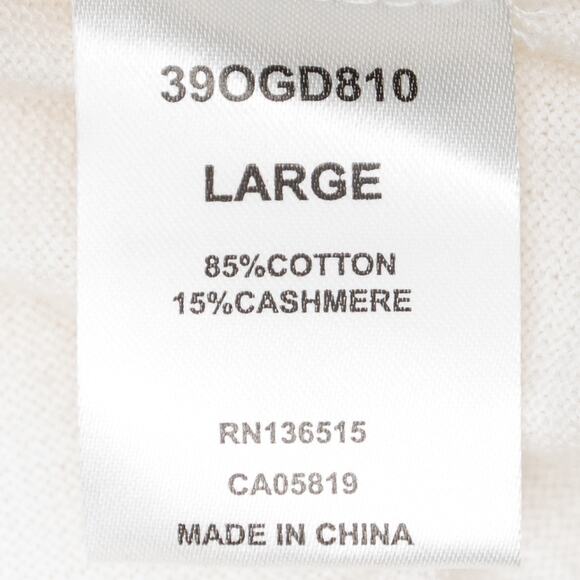 39OGD810
LARGE
85%COTTON
15%CASHMERE
RN136515
CA05819
MADE IN CHINA